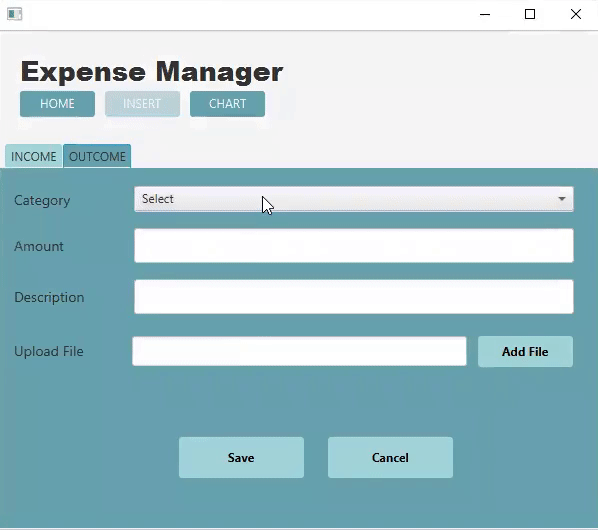 Expense Manager
HOME INSERT CHART
INCOME OUTCOME
Category Select
Amount
Description
Upload File Add File
Save Cancel